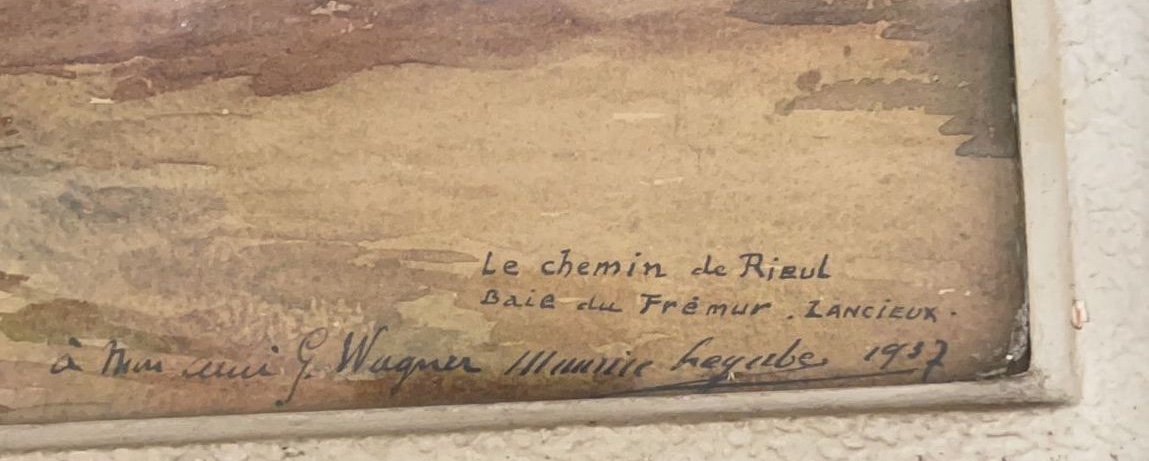 Le chemin de Rieul
Baie du Frémur. LANCIEUX.
à mon ami G. Wagner Maurice 1937